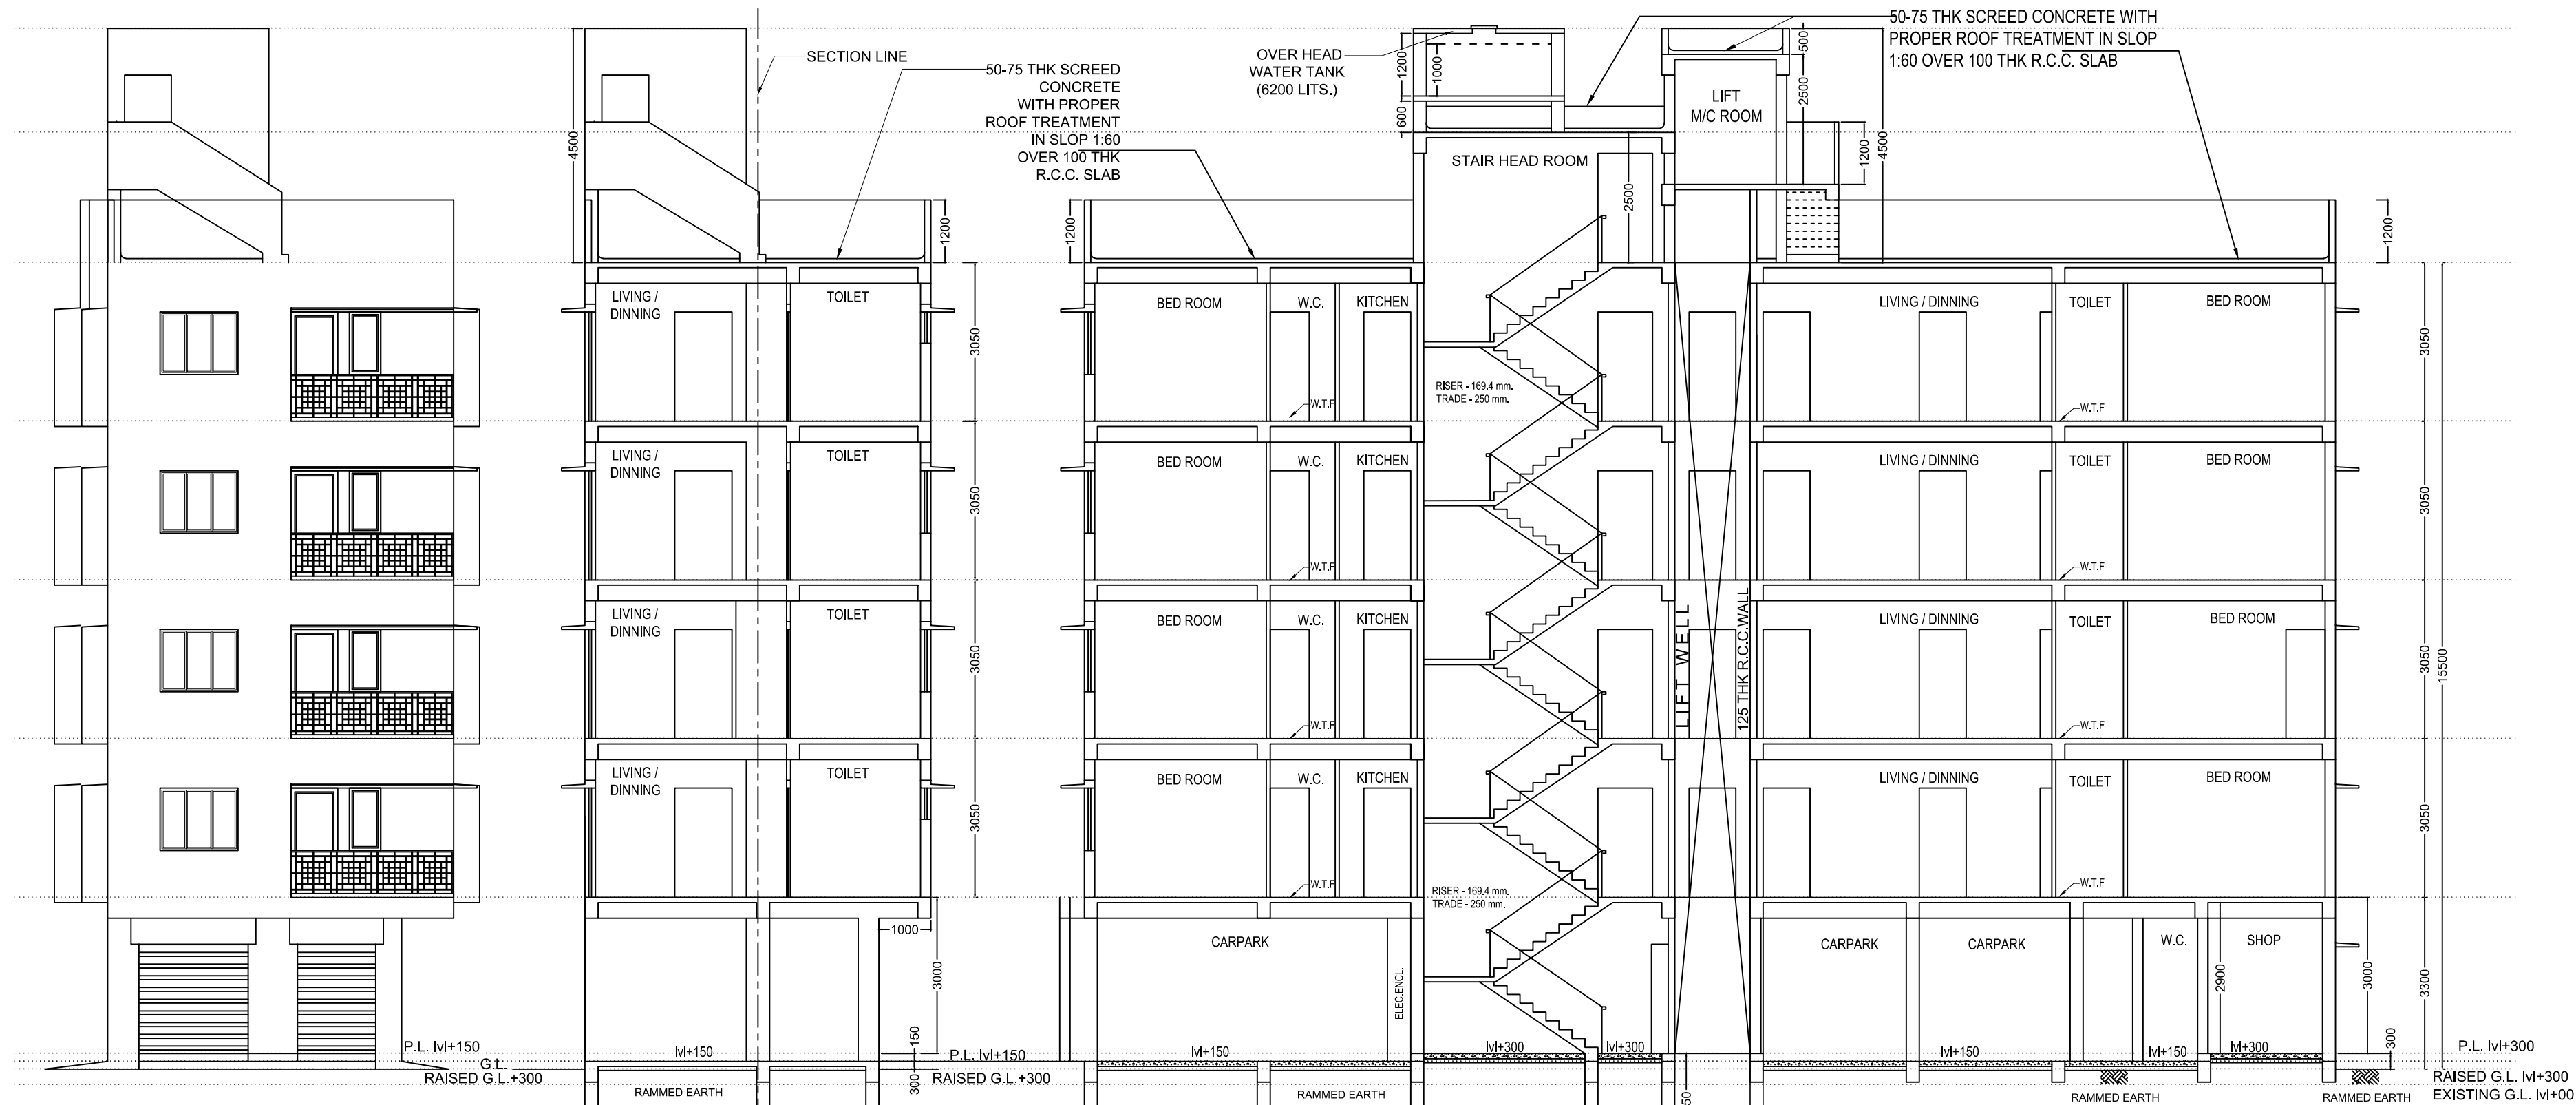 SECTION LINE
50-75 THK SCREED
CONCRETE
WITH PROPER
ROOF TREATMENT
IN SLOP 1:60
OVER 100 THK
R.C.C. SLAB
OVER HEAD
WATER TANK
(6200 LITS.)
50-75 THK SCREED CONCRETE WITH
PROPER ROOF TREATMENT IN SLOP
1:60 OVER 100 THK R.C.C. SLAB
4500
1200
1200
1200
1000
600
500
2500
LIFT
M/C ROOM
1200
4500
STAIR HEAD ROOM
2500
1200
LIVING /
DINNING
TOILET
3050
BED ROOM
W.C.
KITCHEN
W.T.F
RISER - 169.4 mm.
TRADE - 250 mm.
LIVING / DINNING
TOILET
BED ROOM
W.T.F
3050
LIVING /
DINNING
TOILET
3050
BED ROOM
W.C.
KITCHEN
W.T.F
LIVING / DINNING
TOILET
BED ROOM
W.T.F
3050
LIVING /
DINNING
TOILET
3050
BED ROOM
W.C.
KITCHEN
W.T.F
LIFT WELL
125 THK R.C.C.WALL
LIVING / DINNING
TOILET
BED ROOM
W.T.F
3050
15500
LIVING /
DINNING
TOILET
3050
BED ROOM
W.C.
KITCHEN
W.T.F
RISER - 169.4 mm.
TRADE - 250 mm.
LIVING / DINNING
TOILET
BED ROOM
W.T.F
3050
1000
3000
CARPARK
ELEC.ENCL.
CARPARK
CARPARK
W.C.
SHOP
2900
3000
3300
P.L. lvl+150
G.L.
RAISED G.L.+300
lvl+150
150
300
P.L. lvl+150
RAISED G.L.+300
lvl+150
lvl+300
lvl+300
lvl+150
lvl+150
lvl+300
300
P.L. lvl+300
RAISED G.L. lvl+300
EXISTING G.L. lvl+00
RAMMED EARTH
RAMMED EARTH
50
RAMMED EARTH
RAMMED EARTH